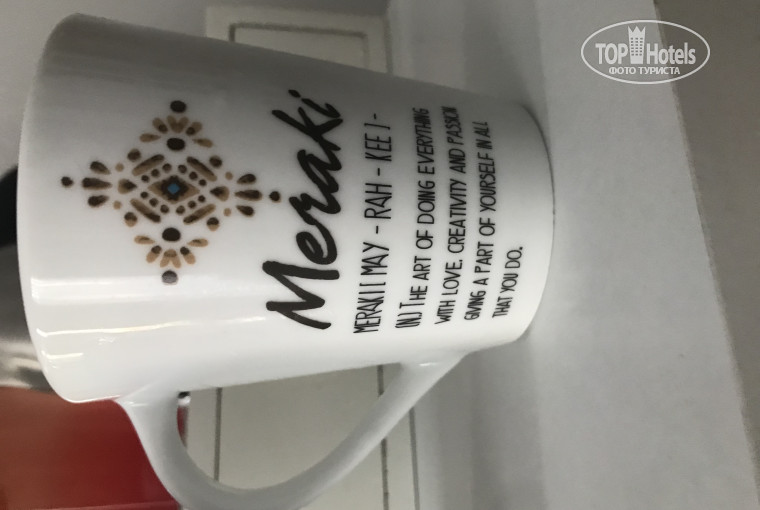 Meraki
MERAKI [ MAY - RAH - KEE ] -
(N.) THE ART OF DOING EVERYTHING
WITH LOVE, CREATIVITY AND PASSION
GIVING A PART OF YOURSELF IN ALL
THAT YOU DO.
TOP Hotels
ФОТО ТУРИСТА